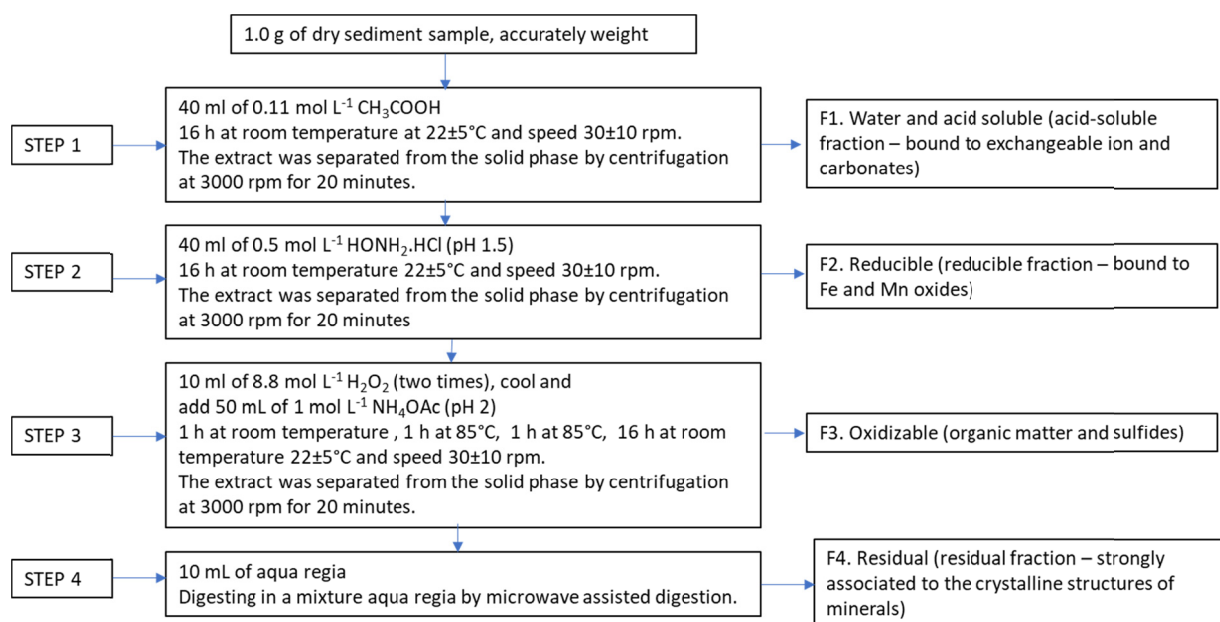 1.0 g of dry sediment sample, accurately weight
STEP 1
40 ml of 0.11 mol L⁻¹ CH₃COOH
16 h at room temperature at 22±5°C and speed 30±10 rpm.
The extract was separated from the solid phase by centrifugation
at 3000 rpm for 20 minutes.
F1. Water and acid soluble (acid-soluble
fraction – bound to exchangeable ion and
carbonates)
STEP 2
40 ml of 0.5 mol L⁻¹ HONH₂.HCl (pH 1.5)
16 h at room temperature 22±5°C and speed 30±10 rpm.
The extract was separated from the solid phase by centrifugation
at 3000 rpm for 20 minutes
F2. Reducible (reducible fraction – bound to
Fe and Mn oxides)
STEP 3
10 ml of 8.8 mol L⁻¹ H₂O₂ (two times), cool and
add 50 mL of 1 mol L⁻¹ NH₄OAc (pH 2)
1 h at room temperature , 1 h at 85°C, 1 h at 85°C, 16 h at room
temperature 22±5°C and speed 30±10 rpm.
The extract was separated from the solid phase by centrifugation
at 3000 rpm for 20 minutes.
F3. Oxidizable (organic matter and sulfides)
STEP 4
10 mL of aqua regia
Digesting in a mixture aqua regia by microwave assisted digestion.
F4. Residual (residual fraction – strongly
associated to the crystalline structures of
minerals)